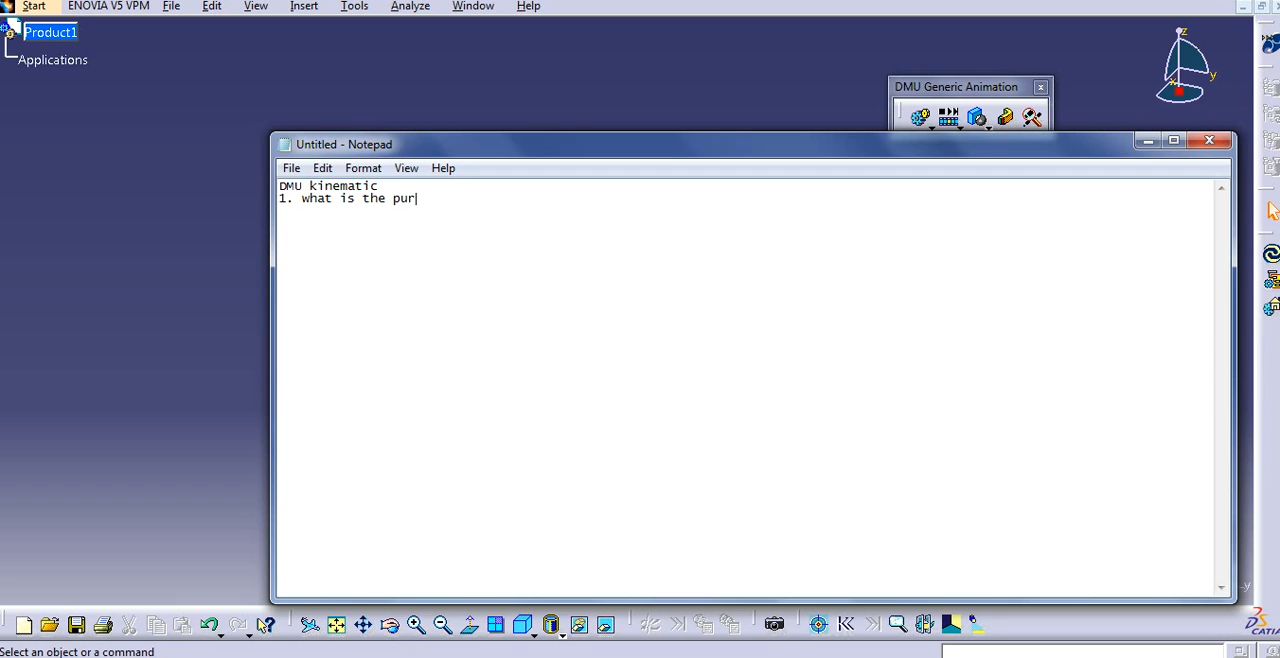 Start ENOVIA V5 VPM File Edit View Insert Tools Analyze Window Help
Product1
Applications
z
y
x
DMU Generic Animation
Untitled - Notepad
File Edit Format View Help
DMU kinematic
1. what is the pur
Select an object or a command
CATIA